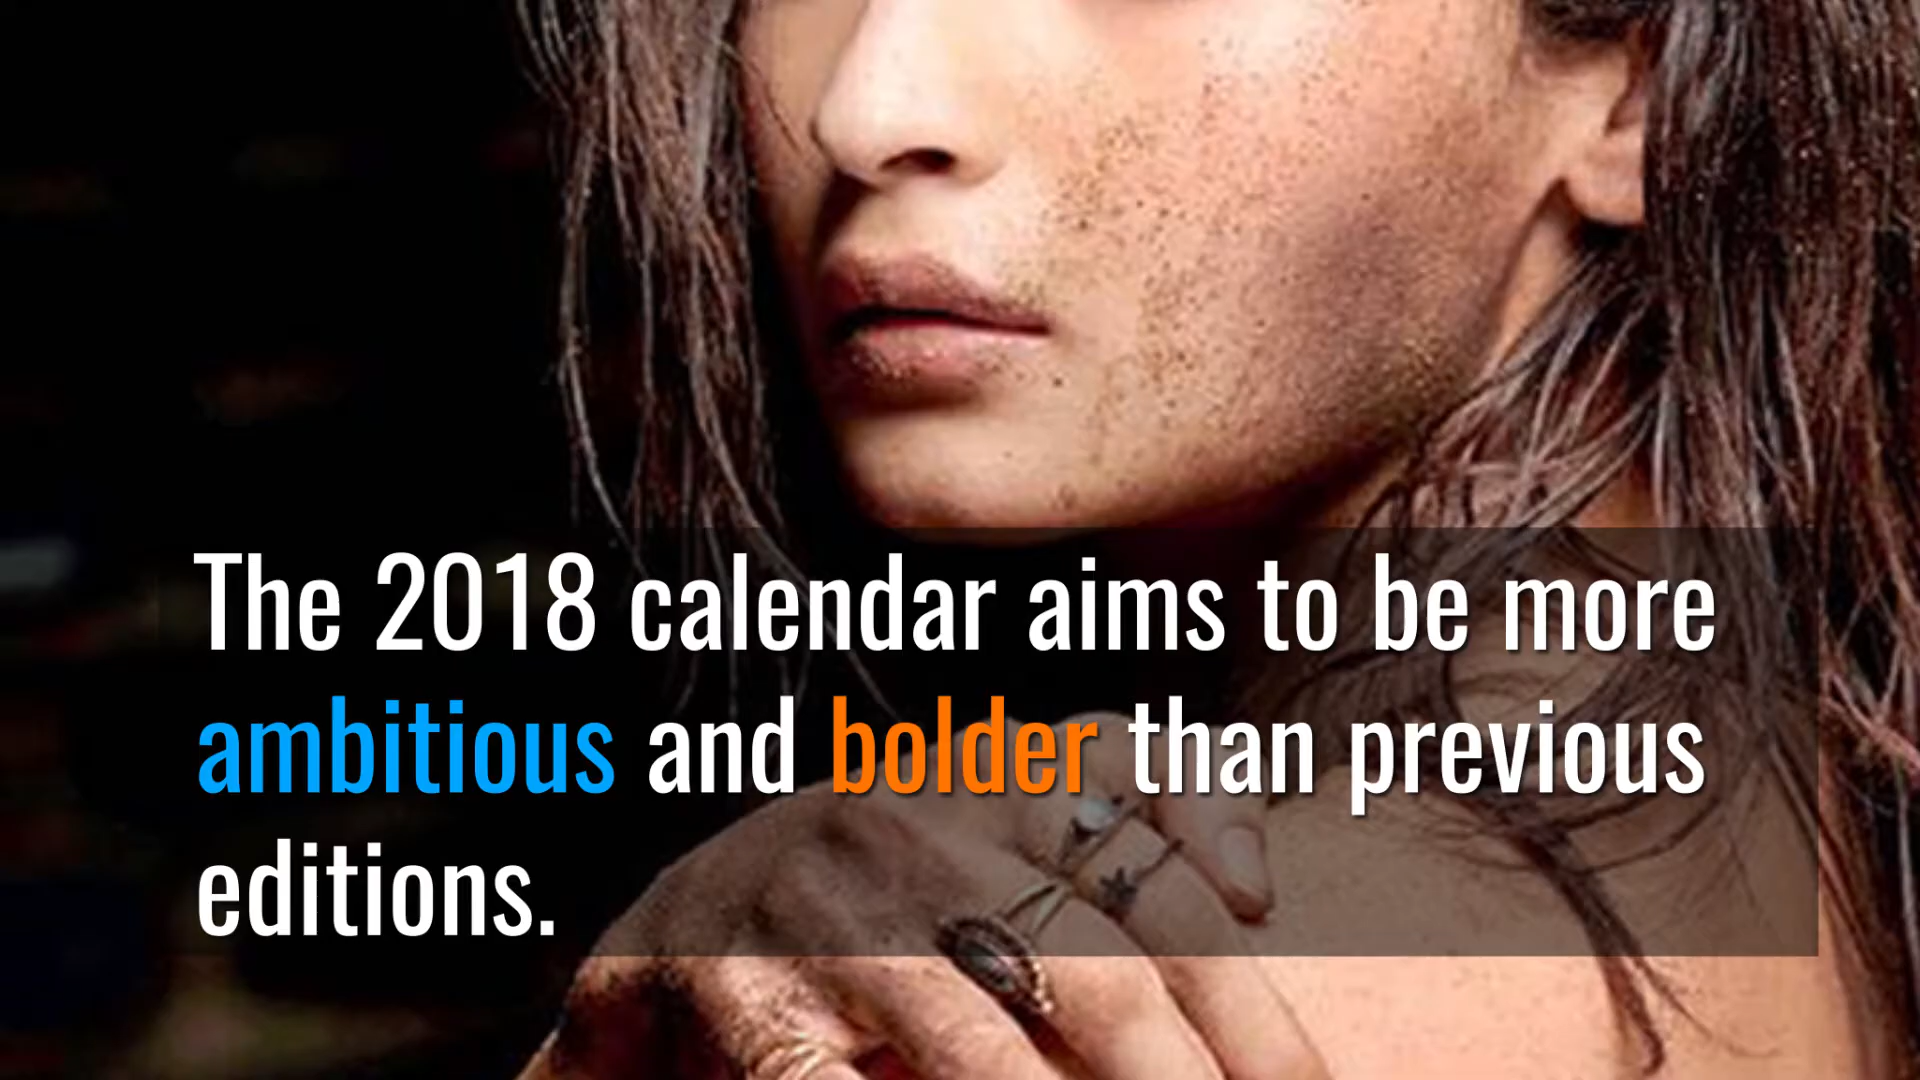 The 2018 calendar aims to be more
ambitious and bolder than previous
editions.